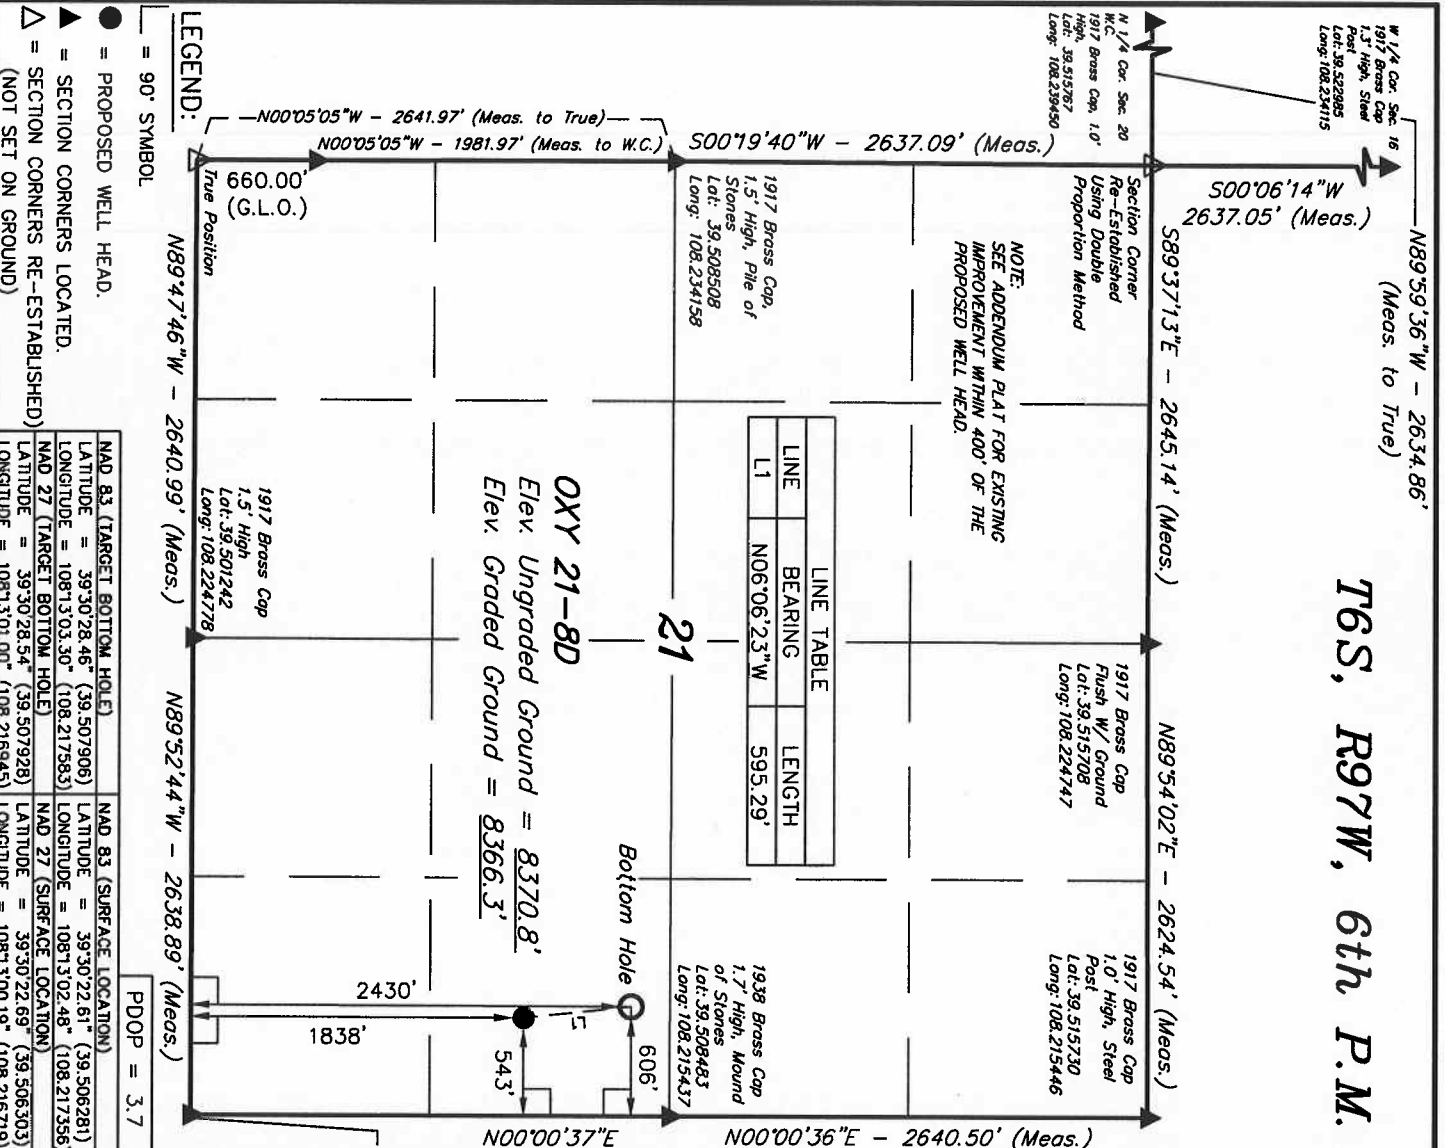 T6S, R97W, 6th P.M.
N89°59'36"W - 2634.86'
(Meas. to True)
W 1/4 Cor. Sec. 16
1917 Brass Cap
1.3' High, Steel
Post
Lat: 39.522985
Long: 108.234115
S00°06'14"W
2637.05' (Meas.)
N 1/4 Cor. Sec. 20
W.C.
1917 Brass Cap, 1.0'
High.
Lat: 39.515767
Long: 108.239450
S89°37'13"E - 2645.14' (Meas.)
N89°54'02"E - 2624.54' (Meas.)
Section Corner
Re-Established
Using Double
Proportion Method
1917 Brass Cap
Flush W/ Ground
Lat: 39.515708
Long: 108.224747
1917 Brass Cap
1.0' High, Steel
Post
Lat: 39.515730
Long: 108.215446
NOTE:
SEE ADDENDUM PLAT FOR EXISTING
IMPROVEMENT WITHIN 400' OF THE
PROPOSED WELL HEAD.
S00°19'40"W - 2637.09' (Meas.)
N00°00'36"E - 2640.50' (Meas.)
LINE TABLE
LINE BEARING LENGTH
L1 N06°06'23"W 595.29'
1917 Brass Cap,
1.5' High, Pile of
Stones
Lat: 39.508508
Long: 108.234158
21
1938 Brass Cap
1.7' High, Mound
of Stones
Lat: 39.508483
Long: 108.215437
N00°05'05"W - 2641.97' (Meas. to True)
N00°05'05"W - 1981.97' (Meas. to W.C.)
Bottom Hole
606'
L1
543'
2430'
1838'
N00°00'37"E
OXY 21-8D
Elev. Ungraded Ground = 8370.8'
Elev. Graded Ground = 8366.3'
660.00'
(G.L.O.)
True Position
1917 Brass Cap
1.5' High
Lat: 39.501242
Long: 108.224778
N89°47'46"W - 2640.99' (Meas.)
N89°52'44"W - 2638.89' (Meas.)
PDOP = 3.7
LEGEND:
= 90° SYMBOL
= PROPOSED WELL HEAD.
= SECTION CORNERS LOCATED.
= SECTION CORNERS RE-ESTABLISHED
(NOT SET ON GROUND)
NAD 83 (TARGET BOTTOM HOLE)
LATITUDE = 39°30'28.46" (39.507906)
LONGITUDE = 108°13'03.30" (108.217583)
NAD 27 (TARGET BOTTOM HOLE)
LATITUDE = 39°30'28.54" (39.507928)
LONGITUDE = 108°13'01.00" (108.216945)
NAD 83 (SURFACE LOCATION)
LATITUDE = 39°30'22.61" (39.506281)
LONGITUDE = 108°13'02.48" (108.217356
NAD 27 (SURFACE LOCATION)
LATITUDE = 39°30'22.69" (39.506303)
LONGITUDE = 108°13'00.18" (108.216719)